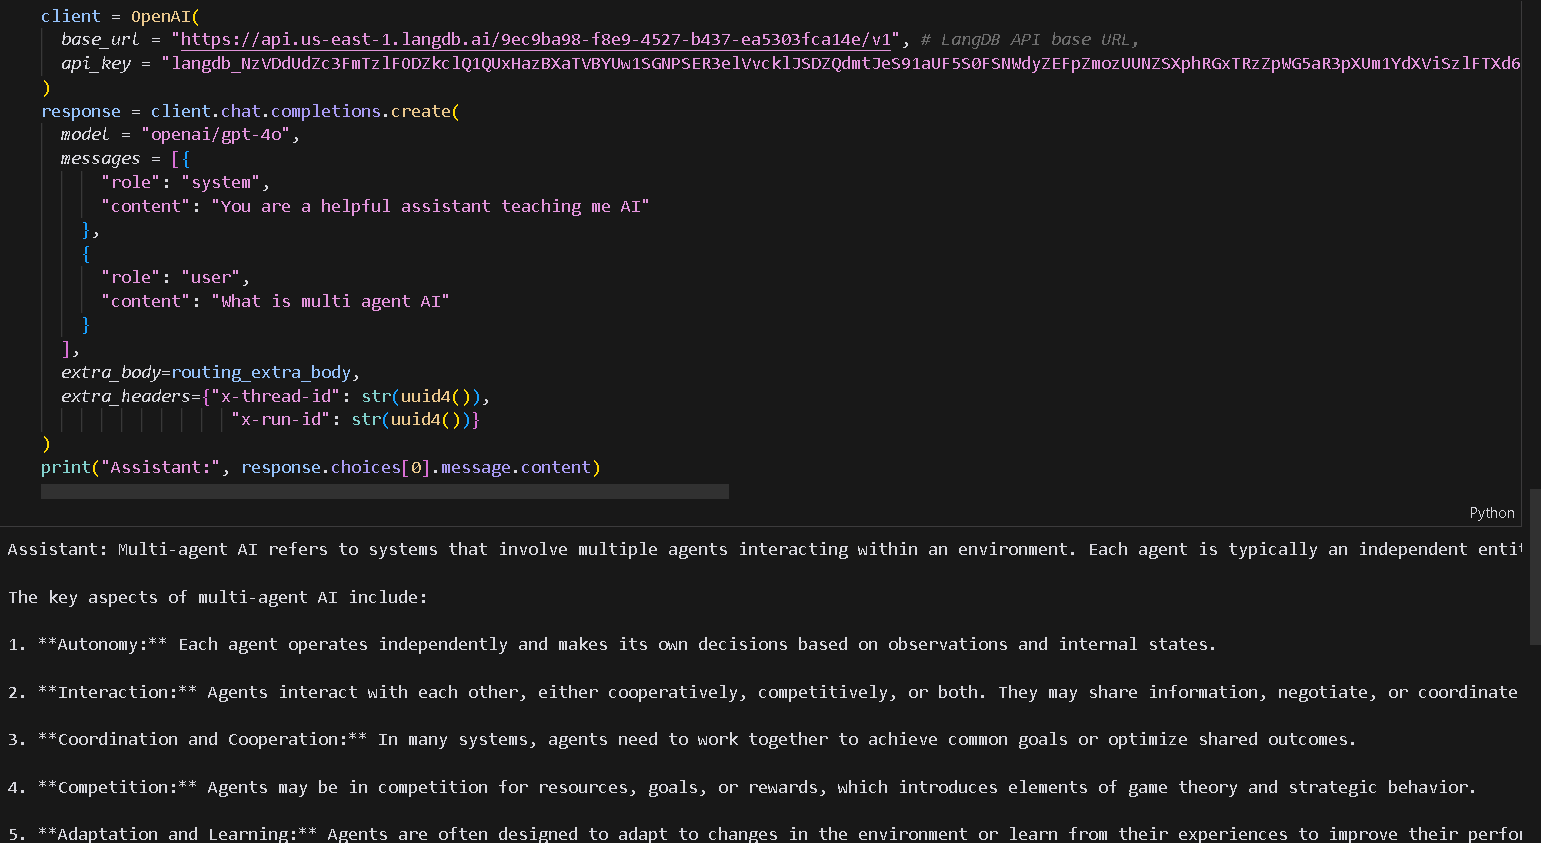 client = OpenAI(
base_url = "https://api.us-east-1.langdb.ai/9ec9ba98-f8e9-4527-b437-ea5303fca14e/v1", # LangDB API base URL,
api_key = "
)
response = client.chat.completions.create(
model = "openai/gpt-4o",
messages = [{
"role": "system",
"content": "You are a helpful assistant teaching me AI"
},
{
"role": "user",
"content": "What is multi agent AI"
}
],
extra_body=routing_extra_body,
extra_headers={"x-thread-id": str(uuid4()),
"x-run-id": str(uuid4())}
)
print("Assistant:", response.choices[0].message.content)
Python
Assistant: Multi-agent AI refers to systems that involve multiple agents interacting within an environment. Each agent is typically an independent
The key aspects of multi-agent AI include:
1. **Autonomy:** Each agent operates independently and makes its own decisions based on observations and internal states.
2. **Interaction:** Agents interact with each other, either cooperatively, competitively, or both. They may share information, negotiate, or coordinate
3. **Coordination and Cooperation:** In many systems, agents need to work together to achieve common goals or optimize shared outcomes.
4. **Competition:** Agents may be in competition for resources, goals, or rewards, which introduces elements of game theory and strategic behavior.
5. **Adaptation and Learning:** Agents are often designed to adapt to changes in the environment or learn from their experiences to improve their